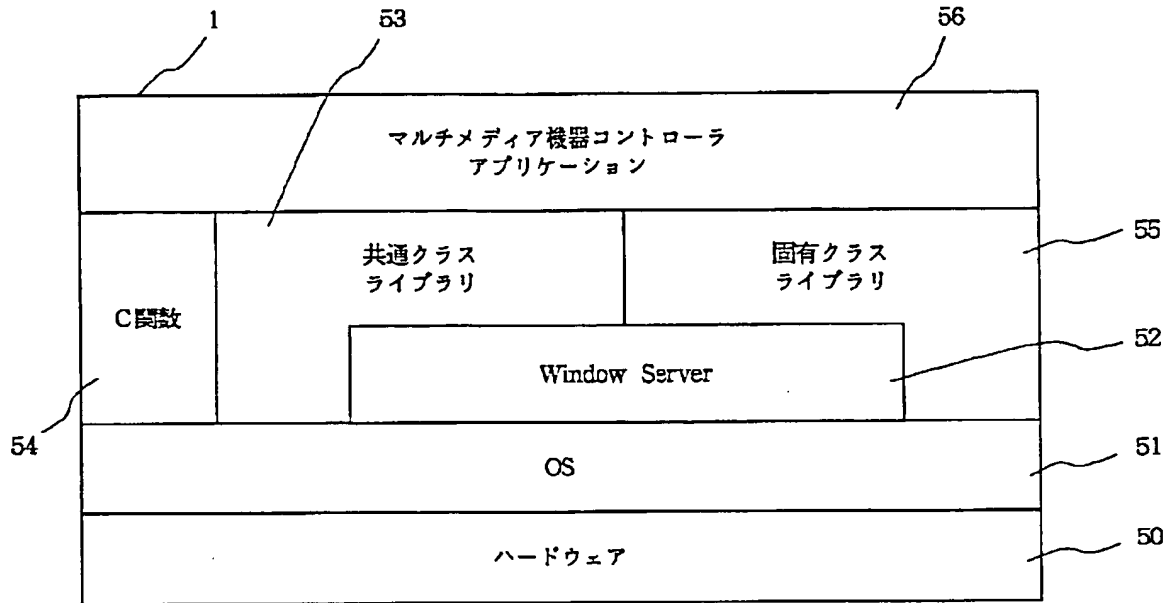 1
53
56
マルチメディア機器コントローラ
アプリケーション
共通クラス
ライブラリ
固有クラス
ライブラリ
55
C関数
Window Server
52
54
OS
51
ハードウェア
50